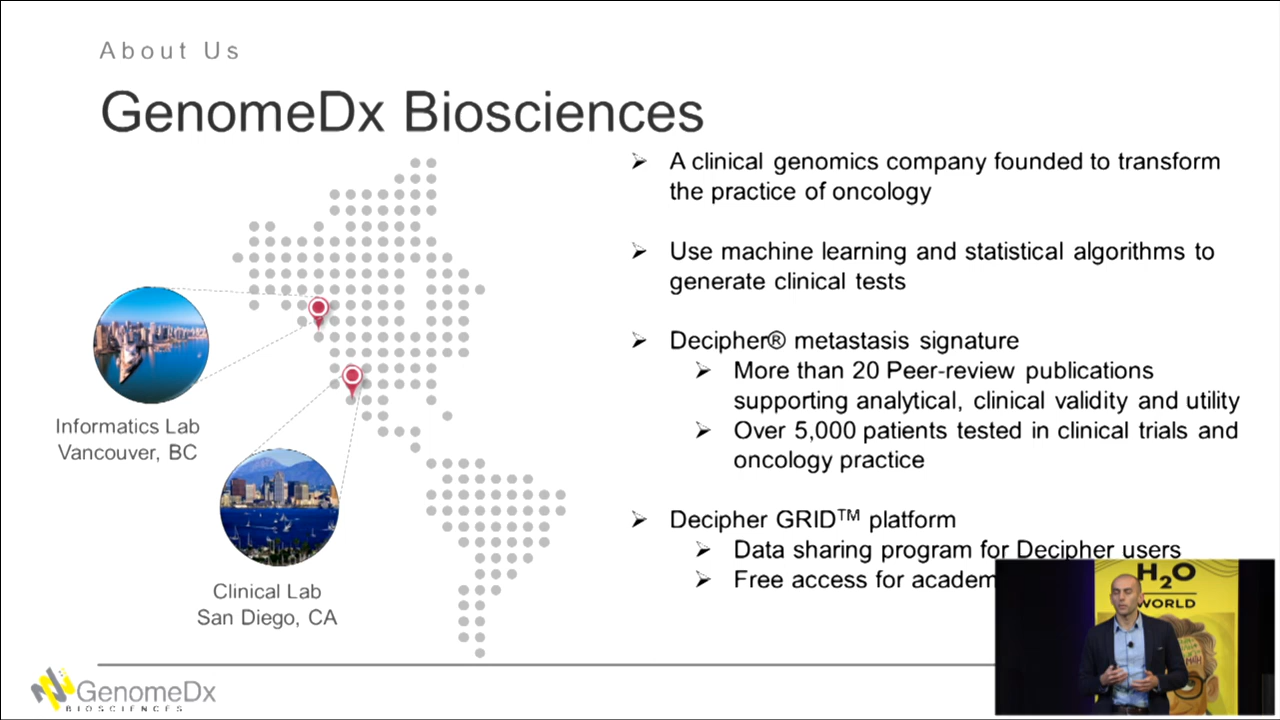 About Us
GenomeDx Biosciences
➢ A clinical genomics company founded to transform
the practice of oncology
➢ Use machine learning and statistical algorithms to
generate clinical tests
➢ Decipher® metastasis signature
➢ More than 20 Peer-review publications
supporting analytical, clinical validity and utility
➢ Over 5,000 patients tested in clinical trials and
oncology practice
➢ Decipher GRID™ platform
➢ Data sharing program for Decipher users
➢ Free access for academ
Informatics Lab
Vancouver, BC
Clinical Lab
San Diego, CA
GenomeDx
BIOSCIENCES
H2O
WORLD